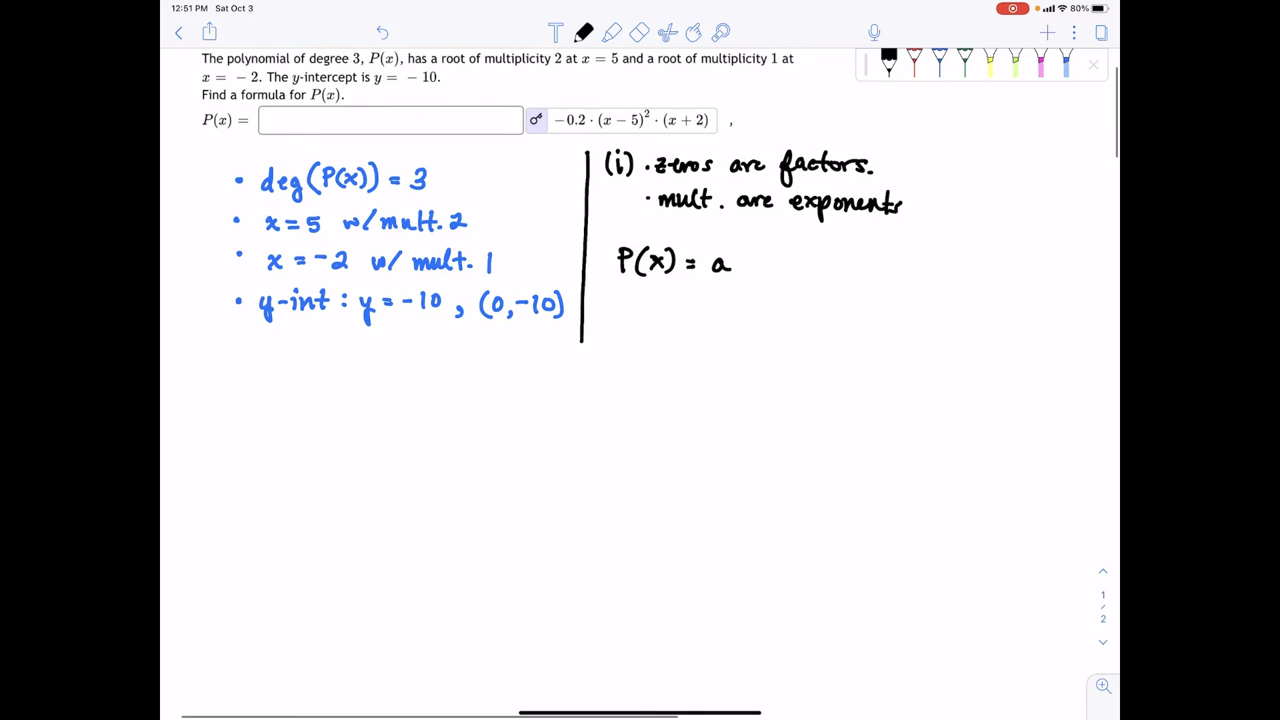 12:51 PM Sat Oct 3
80%
The polynomial of degree 3, P(x), has a root of multiplicity 2 at x = 5 and a root of multiplicity 1 at
x = − 2. The y-intercept is y = − 10.
Find a formula for P(x).
P(x) = −0.2 · (x − 5)² · (x + 2) ,
• deg(P(x)) = 3
• x = 5 w/ mult. 2
• x = -2 w/ mult. 1
• y-int : y = -10 , (0,-10)
(i) · zeros are factors.
· mult. are exponents
P(x) = a
1
/
2